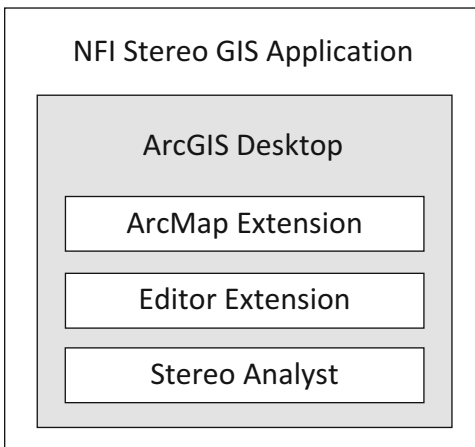 NFI Stereo GIS Application
ArcGIS Desktop
ArcMap Extension
Editor Extension
Stereo Analyst